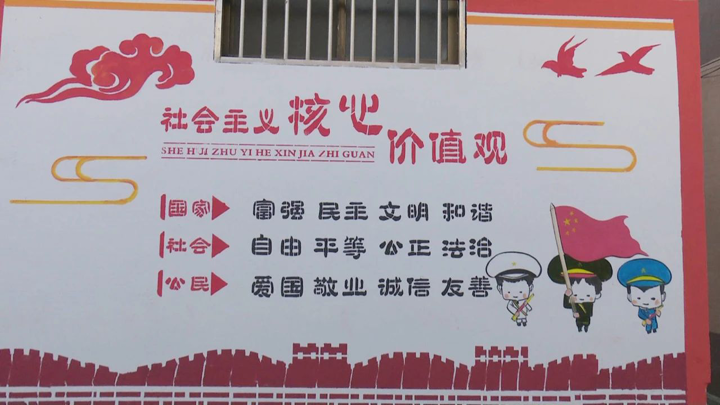 社会主义核心价值观
SHE HUI ZHU YI HE XIN JIA ZHI GUAN
国家 富强 民主 文明 和谐
社会 自由 平等 公正 法治
公民 爱国 敬业 诚信 友善